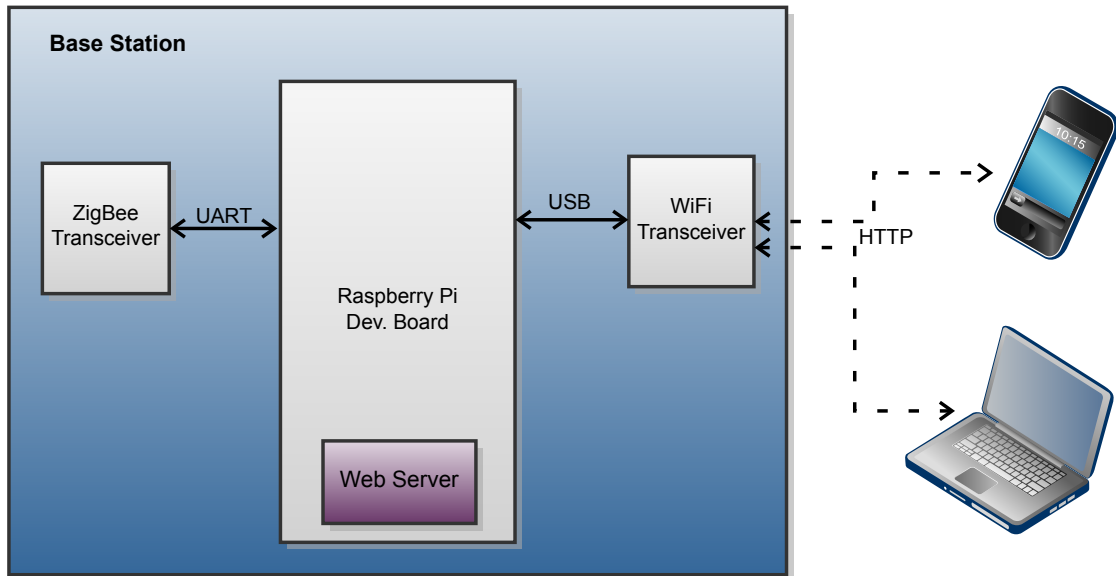 Base Station
ZigBee
Transceiver
UART
Raspberry Pi
Dev. Board
Web Server
USB
WiFi
Transceiver
HTTP
10:15